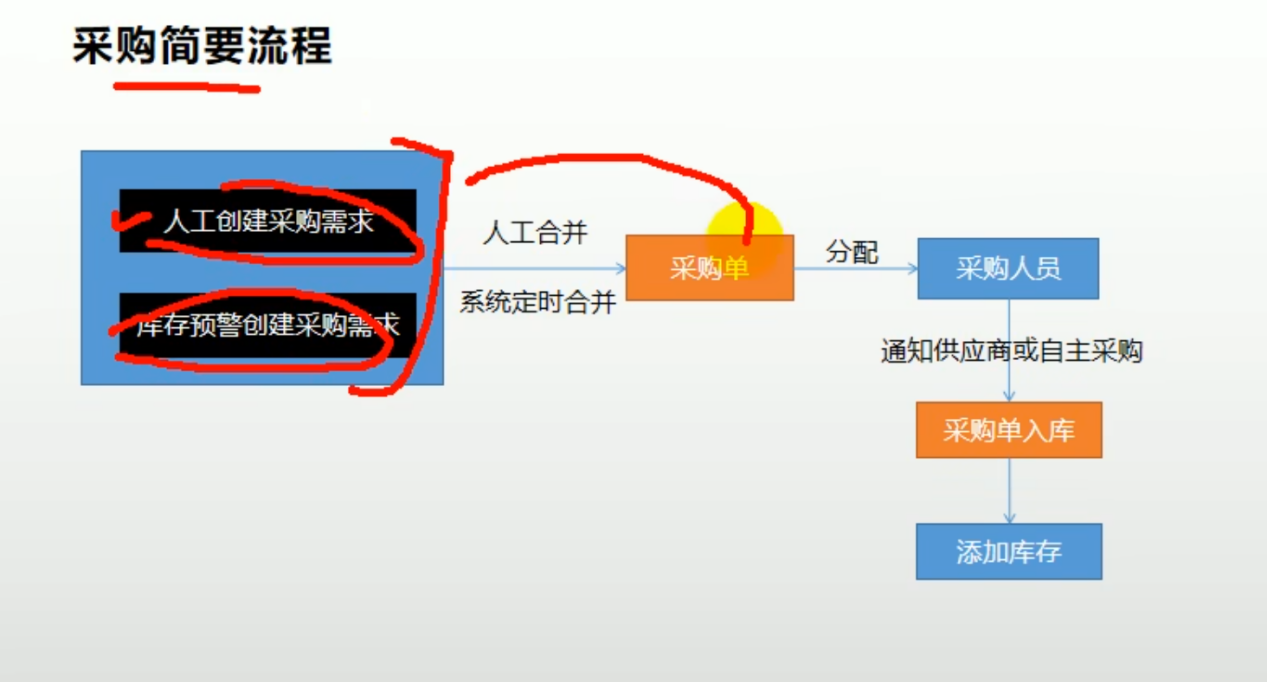 采购简要流程
人工创建采购需求
库存预警创建采购需求
人工合并
系统定时合并
采购单
分配
采购人员
通知供应商或自主采购
采购单入库
添加库存